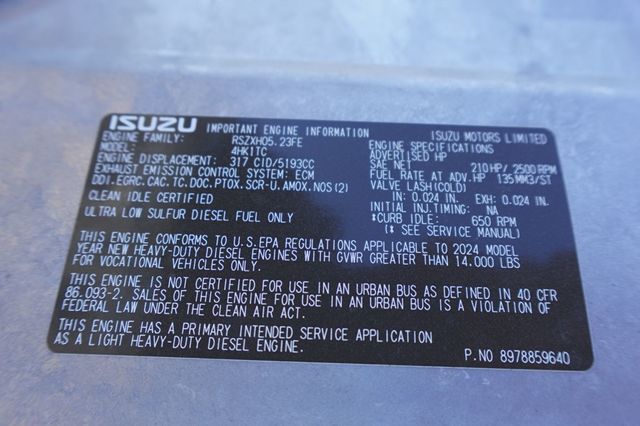 ISUZU IMPORTANT ENGINE INFORMATION ISUZU MOTORS LIMITED
ENGINE FAMILY: RSZXH05.23FE
MODEL: 4HK1TC
ENGINE DISPLACEMENT: 317 CID/5193CC
EXHAUST EMISSION CONTROL SYSTEM: ECM
DDI.EGRC.CAC.TC.DOC.PTOX.SCR-U.AMOX.NOS(2)
CLEAN IDLE CERTIFIED
ULTRA LOW SULFUR DIESEL FUEL ONLY
ENGINE SPECIFICATIONS
ADVERTISED HP
SAE NET 210HP/2500RPM
FUEL RATE AT ADV.HP 135MM3/ST
VALVE LASH(COLD)
IN: 0.024 IN. EXH: 0.024 IN.
INITIAL INJ.TIMING: NA
*CURB IDLE: 650 RPM
(* SEE SERVICE MANUAL)
THIS ENGINE CONFORMS TO U.S.EPA REGULATIONS APPLICABLE TO 2024 MODEL
YEAR NEW HEAVY-DUTY DIESEL ENGINES WITH GVWR GREATER THAN 14,000 LBS
FOR VOCATIONAL VEHICLES ONLY.
THIS ENGINE IS NOT CERTIFIED FOR USE IN AN URBAN BUS AS DEFINED IN 40 CFR
86.093-2. SALES OF THIS ENGINE FOR USE IN AN URBAN BUS IS A VIOLATION OF
FEDERAL LAW UNDER THE CLEAN AIR ACT.
THIS ENGINE HAS A PRIMARY INTENDED SERVICE APPLICATION
AS A LIGHT HEAVY-DUTY DIESEL ENGINE.
P.NO 8978859640